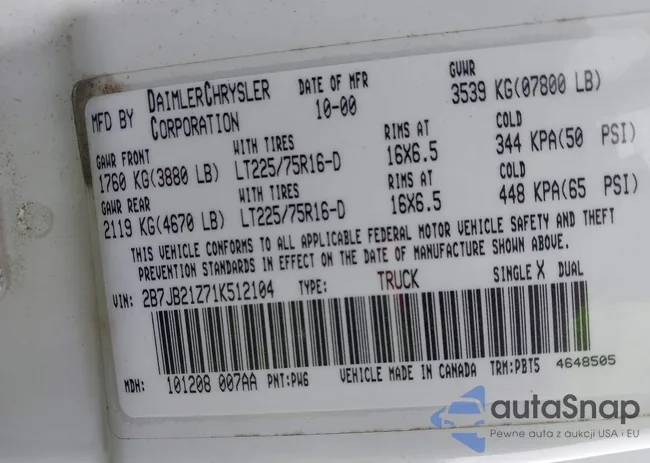 MFD BY DAIMLERCHRYSLER CORPORATION DATE OF MFR 10-00 GVWR 3539 KG(07800 LB)
GAWR FRONT WITH TIRES RIMS AT COLD
1760 KG(3880 LB) LT225/75R16-D 16X6.5 344 KPA(50 PSI)
GAWR REAR WITH TIRES RIMS AT COLD
2119 KG(4670 LB) LT225/75R16-D 16X6.5 448 KPA(65 PSI)
THIS VEHICLE CONFORMS TO ALL APPLICABLE FEDERAL MOTOR VEHICLE SAFETY AND THEFT
PREVENTION STANDARDS IN EFFECT ON THE DATE OF MANUFACTURE SHOWN ABOVE.
VIN: 2B7JB21Z71K512104 TYPE: TRUCK SINGLE X DUAL
MDH: 101208 007AA PNT:PW6 VEHICLE MADE IN CANADA TRM:PBT5 4648505
autaSnap
Pewne auta z aukcji USA i EU